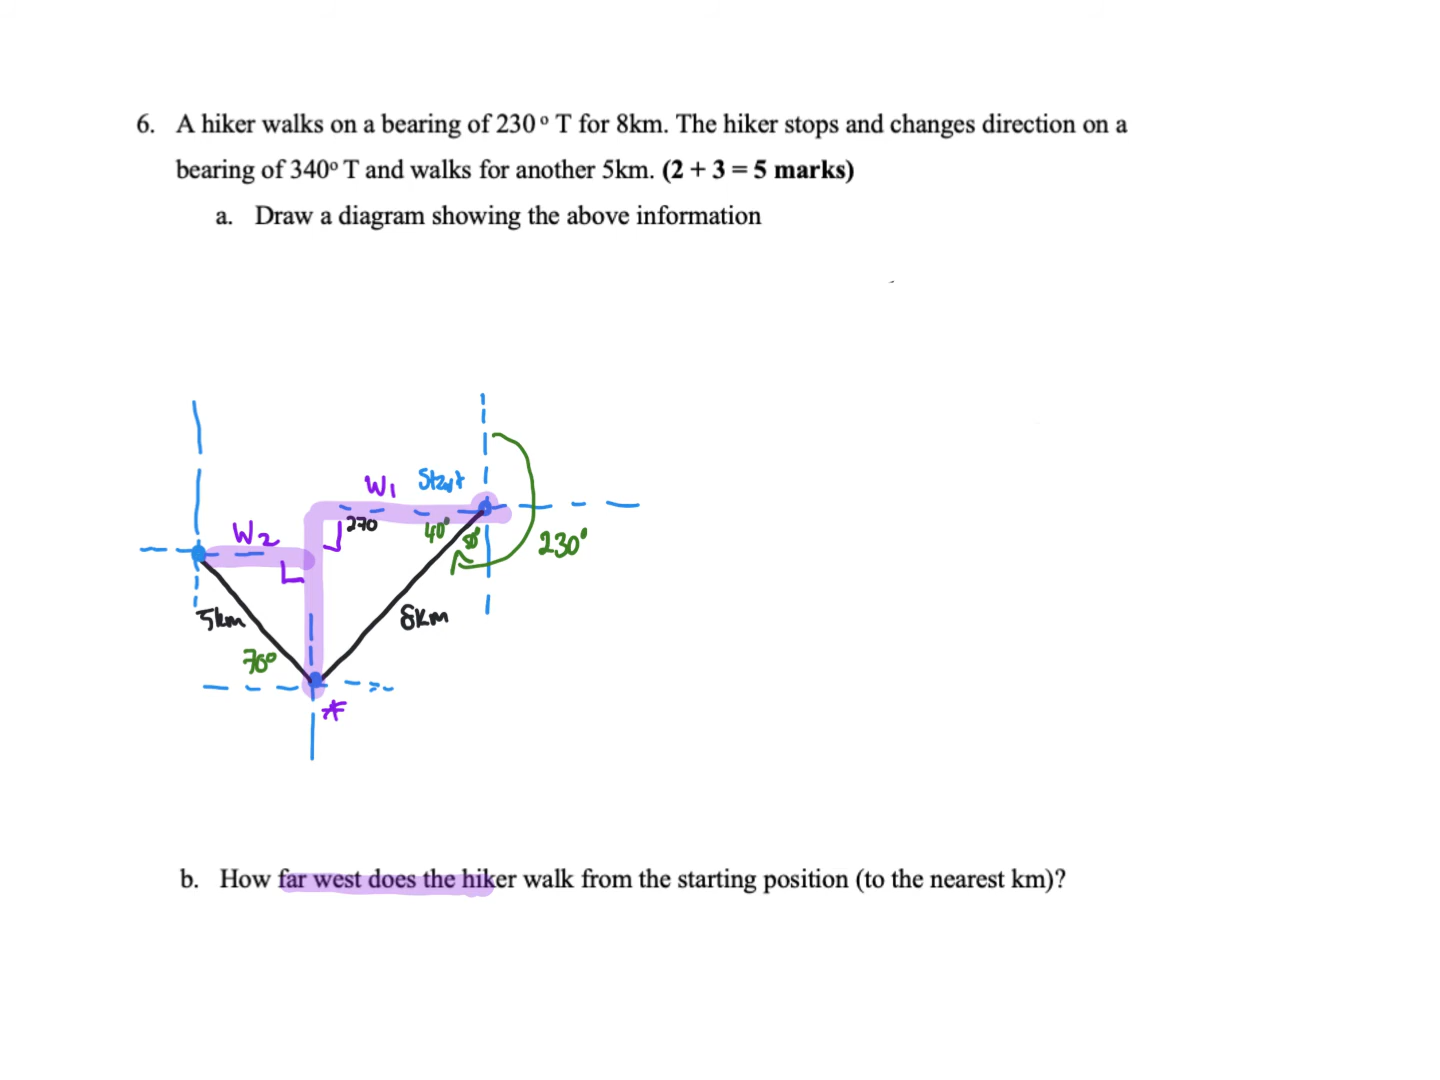 6. A hiker walks on a bearing of 230° T for 8km. The hiker stops and changes direction on a
bearing of 340° T and walks for another 5km. (2 + 3 = 5 marks)
a. Draw a diagram showing the above information
W1 Start
W2
270
40°
50°
230°
5km
8km
70°
*
b. How far west does the hiker walk from the starting position (to the nearest km)?